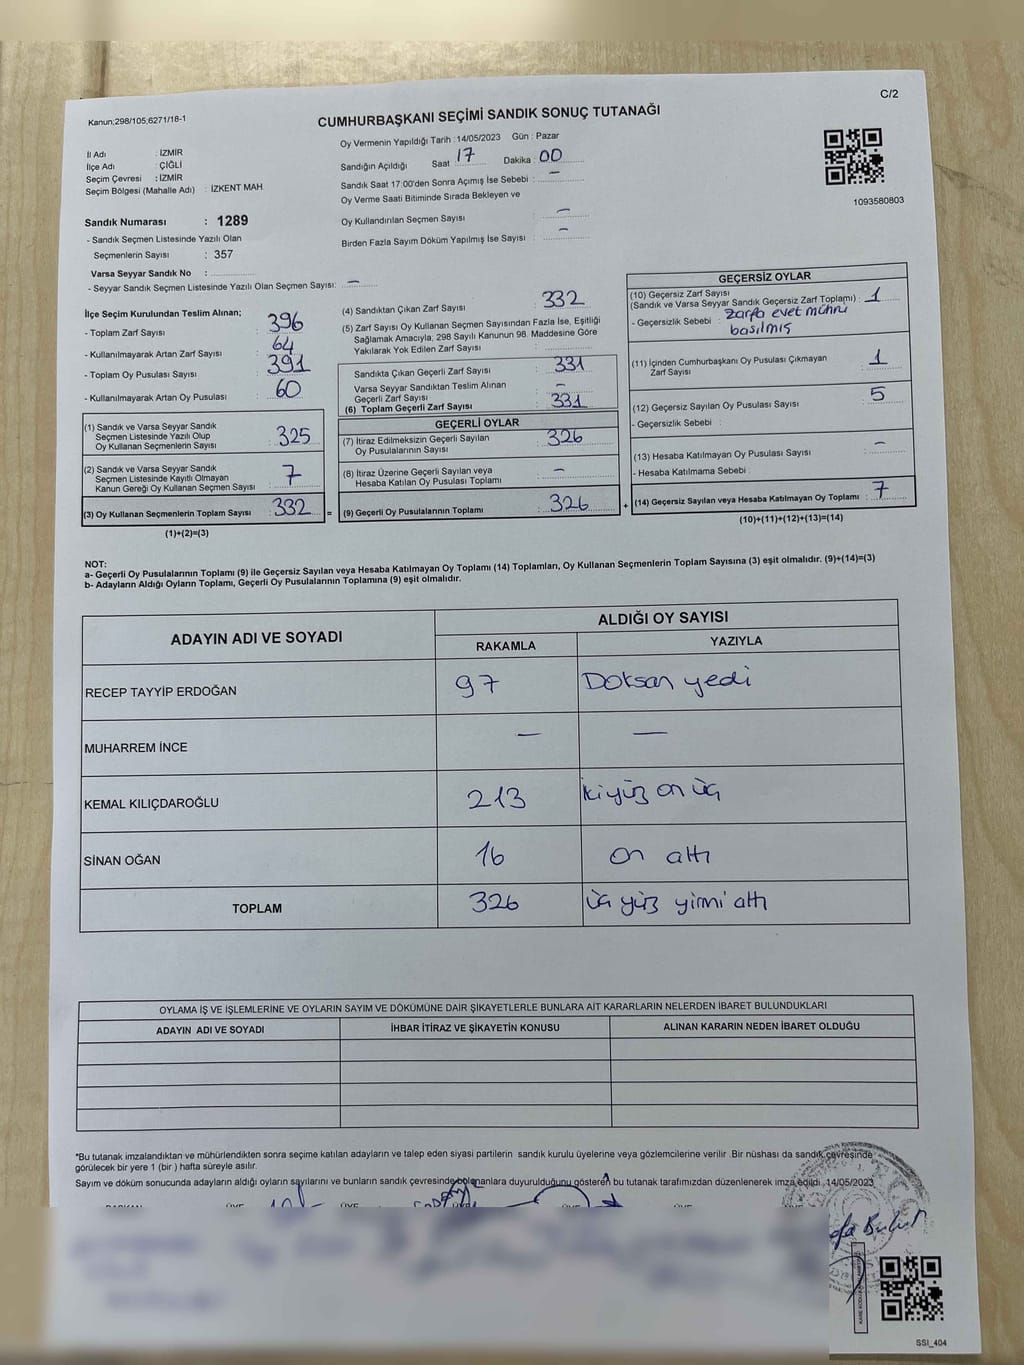 C/2
Kanun;298/105;6271/18-1
CUMHURBAŞKANI SEÇİMİ SANDIK SONUÇ TUTANAĞI
İl Adı : İZMİR
İlçe Adı : ÇİĞLİ
Seçim Çevresi : İZMİR
Seçim Bölgesi (Mahalle Adı) : İZKENT MAH.
Sandık Numarası : 1289
- Sandık Seçmen Listesinde Yazılı Olan
Seçmenlerin Sayısı : 357
Varsa Seyyar Sandık No :
- Seyyar Sandık Seçmen Listesinde Yazılı Olan Seçmen Sayısı: —
Oy Vermenin Yapıldığı Tarih :14/05/2023 Gün : Pazar
Sandığın Açıldığı Saat 17 Dakika : 00
Sandık Saat 17:00'den Sonra Açımış İse Sebebi : —
Oy Verme Saati Bitiminde Sırada Bekleyen ve
Oy Kullandırılan Seçmen Sayısı : —
Birden Fazla Sayım Döküm Yapılmış İse Sayısı : —
1093580803
İlçe Seçim Kurulundan Teslim Alınan;
- Toplam Zarf Sayısı : 396
- Kullanılmayarak Artan Zarf Sayısı : 64
- Toplam Oy Pusulası Sayısı : 391
- Kullanılmayarak Artan Oy Pusulası : 60
(1) Sandık ve Varsa Seyyar Sandık
Seçmen Listesinde Yazılı Olup
Oy Kullanan Seçmenlerin Sayısı : 325
(2) Sandık ve Varsa Seyyar Sandık
Seçmen Listesinde Kayıtlı Olmayan
Kanun Gereği Oy Kullanan Seçmen Sayısı : 7
(3) Oy Kullanan Seçmenlerin Toplam Sayısı : 332 =
(1)+(2)=(3)
(4) Sandıktan Çıkan Zarf Sayısı : 332
(5) Zarf Sayısı Oy Kullanan Seçmen Sayısından Fazla İse, Eşitliği
Sağlamak Amacıyla; 298 Sayılı Kanunun 98. Maddesine Göre
Yakılarak Yok Edilen Zarf Sayısı :
Sandıkta Çıkan Geçerli Zarf Sayısı : 331
Varsa Seyyar Sandıktan Teslim Alınan
Geçerli Zarf Sayısı : —
(6) Toplam Geçerli Zarf Sayısı : 331
GEÇERLİ OYLAR
(7) İtiraz Edilmeksizin Geçerli Sayılan
Oy Pusulalarının Sayısı : 326
(8) İtiraz Üzerine Geçerli Sayılan veya
Hesaba Katılan Oy Pusulası Toplamı : —
(9) Geçerli Oy Pusulalarının Toplamı : 326 +
GEÇERSİZ OYLAR
(10) Geçersiz Zarf Sayısı
(Sandık ve Varsa Seyyar Sandık Geçersiz Zarf Toplamı) : 1
- Geçersizlik Sebebi : Zarfa evet mührü
basılmış
(11) İçinden Cumhurbaşkanı Oy Pusulası Çıkmayan
Zarf Sayısı : 1
(12) Geçersiz Sayılan Oy Pusulası Sayısı : 5
- Geçersizlik Sebebi :
(13) Hesaba Katılmayan Oy Pusulası Sayısı : —
- Hesaba Katılmama Sebebi :
(14) Geçersiz Sayılan veya Hesaba Katılmayan Oy Toplamı : 7
(10)+(11)+(12)+(13)=(14)
NOT:
a- Geçerli Oy Pusulalarının Toplamı (9) ile Geçersiz Sayılan veya Hesaba Katılmayan Oy Toplamı (14) Toplamları, Oy Kullanan Seçmenlerin Toplam Sayısına (3) eşit olmalıdır. (9)+(14)=(3)
b- Adayların Aldığı Oyların Toplamı, Geçerli Oy Pusulalarının Toplamına (9) eşit olmalıdır.
ADAYIN ADI VE SOYADI
ALDIĞI OY SAYISI
RAKAMLA YAZIYLA
RECEP TAYYİP ERDOĞAN 97 Doksan yedi
MUHARREM İNCE — —
KEMAL KILIÇDAROĞLU 213 ikiyüz on üç
SİNAN OĞAN 16 on altı
TOPLAM 326 üç yüz yirmi altı
OYLAMA İŞ VE İŞLEMLERİNE VE OYLARIN SAYIM VE DÖKÜMÜNE DAİR ŞİKAYETLERLE BUNLARA AİT KARARLARIN NELERDEN İBARET BULUNDUKLARI
ADAYIN ADI VE SOYADI İHBAR İTİRAZ VE ŞİKAYETİN KONUSU ALINAN KARARIN NEDEN İBARET OLDUĞU
*Bu tutanak imzalandıktan ve mühürlendikten sonra seçime katılan adayların ve talep eden siyasi partilerin sandık kurulu üyelerine veya gözlemcilerine verilir .Bir nüshası da sandık çevresinde
görülecek bir yere 1 (bir ) hafta süreyle asılır.
Sayım ve döküm sonucunda adayların aldığı oyların sayılarını ve bunların sandık çevresinde bölünanlara duyurulduğunu gösteren bu tutanak tarafımızdan düzenlenerek imza edildi. 14/05/2023
Bulut
SSI_404